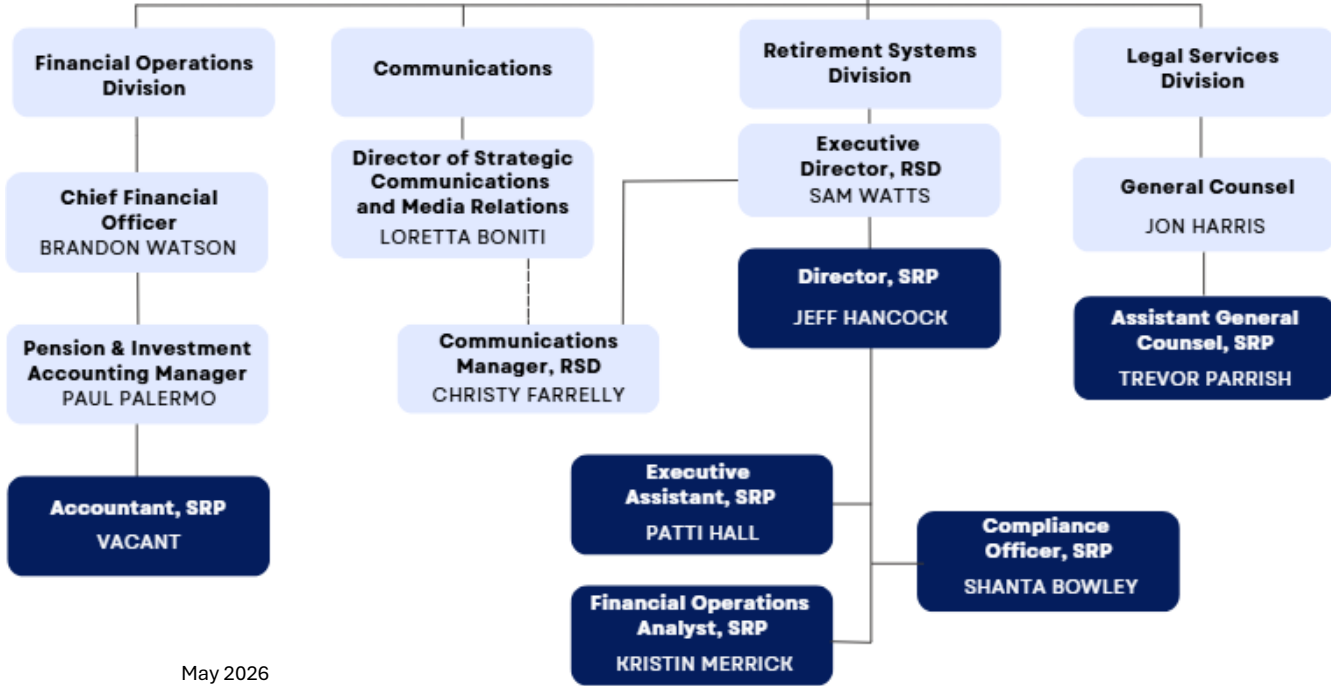 Financial Operations
Division
Communications
Retirement Systems
Division
Legal Services
Division
Director of Strategic
Communications
and Media Relations
LORETTA BONITI
Executive
Director, RSD
SAM WATTS
Chief Financial
Officer
BRANDON WATSON
General Counsel
JON HARRIS
Director, SRP
JEFF HANCOCK
Pension & Investment
Accounting Manager
PAUL PALERMO
Communications
Manager, RSD
CHRISTY FARRELLY
Assistant General
Counsel, SRP
TREVOR PARRISH
Accountant, SRP
VACANT
Executive
Assistant, SRP
PATTI HALL
Compliance
Officer, SRP
SHANTA BOWLEY
Financial Operations
Analyst, SRP
KRISTIN MERRICK
May 2026